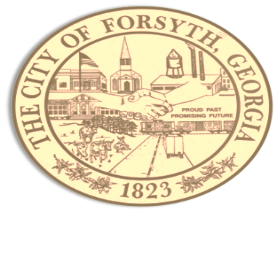 THE CITY OF FORSYTH, GEORGIA
PROUD PAST
PROMISING FUTURE
1823